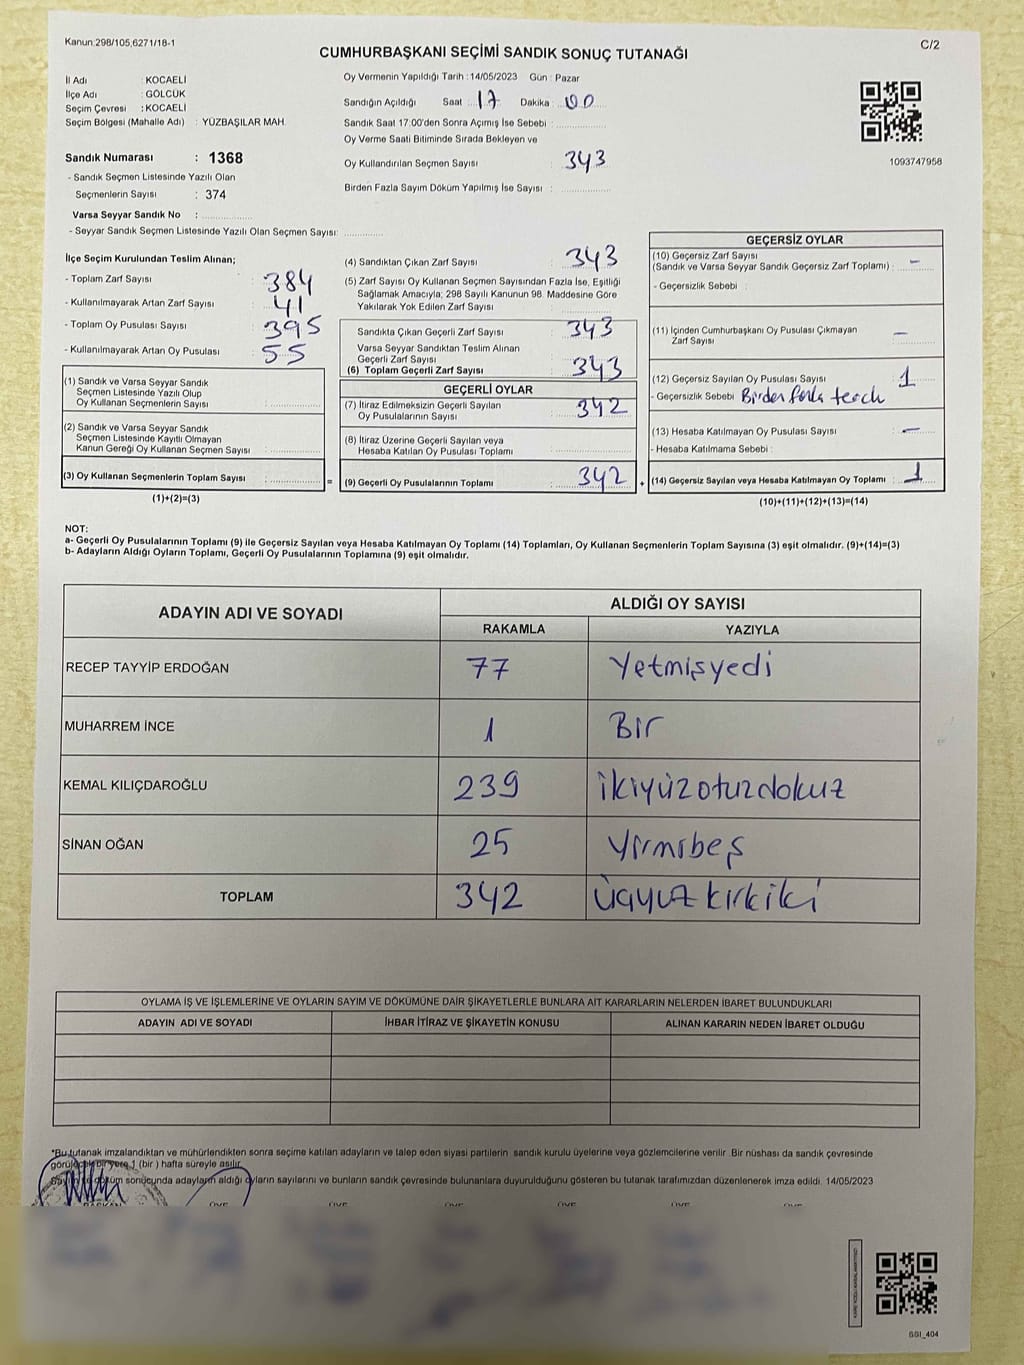 Kanun:298/105,6271/18-1
C/2
CUMHURBAŞKANI SEÇİMİ SANDIK SONUÇ TUTANAĞI
İl Adı : KOCAELİ
İlçe Adı : GÖLCÜK
Seçim Çevresi : KOCAELİ
Seçim Bölgesi (Mahalle Adı) : YÜZBAŞILAR MAH.
Sandık Numarası : 1368
- Sandık Seçmen Listesinde Yazılı Olan
Seçmenlerin Sayısı : 374
Varsa Seyyar Sandık No :
- Seyyar Sandık Seçmen Listesinde Yazılı Olan Seçmen Sayısı:
Oy Vermenin Yapıldığı Tarih : 14/05/2023 Gün : Pazar
Sandığın Açıldığı Saat 17 Dakika 00
Sandık Saat 17:00'den Sonra Açımış İse Sebebi :
Oy Verme Saati Bitiminde Sırada Bekleyen ve
Oy Kullandırılan Seçmen Sayısı : 343
Birden Fazla Sayım Döküm Yapılmış İse Sayısı :
1093747958
İlçe Seçim Kurulundan Teslim Alınan;
- Toplam Zarf Sayısı : 384
- Kullanılmayarak Artan Zarf Sayısı : 41
- Toplam Oy Pusulası Sayısı : 395
- Kullanılmayarak Artan Oy Pusulası : 55
(1) Sandık ve Varsa Seyyar Sandık
Seçmen Listesinde Yazılı Olup
Oy Kullanan Seçmenlerin Sayısı :
(2) Sandık ve Varsa Seyyar Sandık
Seçmen Listesinde Kayıtlı Olmayan
Kanun Gereği Oy Kullanan Seçmen Sayısı :
(3) Oy Kullanan Seçmenlerin Toplam Sayısı :
(1)+(2)=(3)
=
(4) Sandıktan Çıkan Zarf Sayısı : 343
(5) Zarf Sayısı Oy Kullanan Seçmen Sayısından Fazla İse, Eşitliği
Sağlamak Amacıyla; 298 Sayılı Kanunun 98. Maddesine Göre
Yakılarak Yok Edilen Zarf Sayısı :
Sandıkta Çıkan Geçerli Zarf Sayısı : 343
Varsa Seyyar Sandıktan Teslim Alınan
Geçerli Zarf Sayısı :
(6) Toplam Geçerli Zarf Sayısı : 343
GEÇERLİ OYLAR
(7) İtiraz Edilmeksizin Geçerli Sayılan
Oy Pusulalarının Sayısı : 342
(8) İtiraz Üzerine Geçerli Sayılan veya
Hesaba Katılan Oy Pusulası Toplamı :
(9) Geçerli Oy Pusulalarının Toplamı : 342
+
GEÇERSİZ OYLAR
(10) Geçersiz Zarf Sayısı
(Sandık ve Varsa Seyyar Sandık Geçersiz Zarf Toplamı) : -
- Geçersizlik Sebebi :
(11) İçinden Cumhurbaşkanı Oy Pusulası Çıkmayan
Zarf Sayısı : -
(12) Geçersiz Sayılan Oy Pusulası Sayısı : 1
- Geçersizlik Sebebi : Birden fazla terch
(13) Hesaba Katılmayan Oy Pusulası Sayısı : -
- Hesaba Katılmama Sebebi :
(14) Geçersiz Sayılan veya Hesaba Katılmayan Oy Toplamı : 1
(10)+(11)+(12)+(13)=(14)
NOT:
a- Geçerli Oy Pusulalarının Toplamı (9) ile Geçersiz Sayılan veya Hesaba Katılmayan Oy Toplamı (14) Toplamları, Oy Kullanan Seçmenlerin Toplam Sayısına (3) eşit olmalıdır. (9)+(14)=(3)
b- Adayların Aldığı Oyların Toplamı, Geçerli Oy Pusulalarının Toplamına (9) eşit olmalıdır.
ADAYIN ADI VE SOYADI
ALDIĞI OY SAYISI
RAKAMLA YAZIYLA
RECEP TAYYİP ERDOĞAN 77 Yetmişyedi
MUHARREM İNCE 1 Bir
KEMAL KILIÇDAROĞLU 239 ikiyüzotuzdokuz
SİNAN OĞAN 25 Yirmibeş
TOPLAM 342 Üçyüzkırkiki
OYLAMA İŞ VE İŞLEMLERİNE VE OYLARIN SAYIM VE DÖKÜMÜNE DAİR ŞİKAYETLERLE BUNLARA AİT KARARLARIN NELERDEN İBARET BULUNDUKLARI
ADAYIN ADI VE SOYADI İHBAR İTİRAZ VE ŞİKAYETİN KONUSU ALINAN KARARIN NEDEN İBARET OLDUĞU
*Bu tutanak imzalandıktan ve mühürlendikten sonra seçime katılan adayların ve talep eden siyasi partilerin sandık kurulu üyelerine veya gözlemcilerine verilir. Bir nüshası da sandık çevresinde
görülecek bir yere 1 (bir ) hafta süreyle asılır.
Sayım ve döküm sonucunda adayların aldığı oyların sayılarını ve bunların sandık çevresinde bulunanlara duyurulduğunu gösteren bu tutanak tarafımızdan düzenlenerek imza edildi. 14/05/2023
BAŞKAN ÜYE ÜYE ÜYE ÜYE ÜYE ÜYE
SGI_404